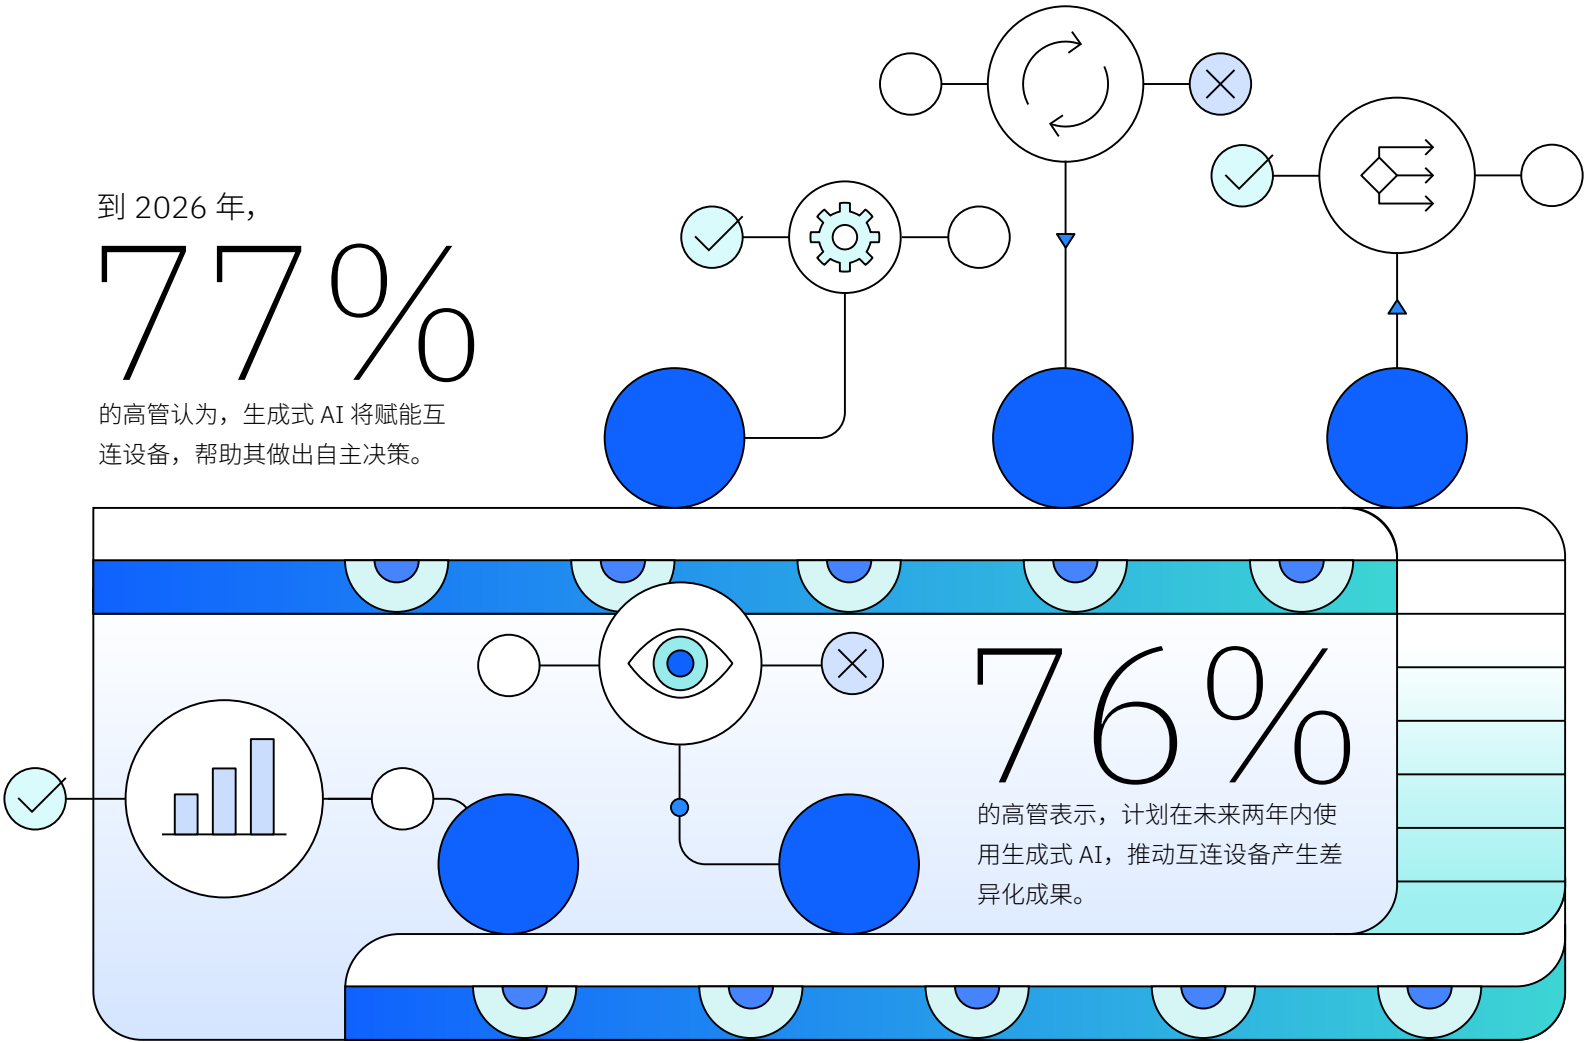 到 2026 年，
77%
的高管认为，生成式 AI 将赋能互
连设备，帮助其做出自主决策。
76%
的高管表示，计划在未来两年内使
用生成式 AI，推动互连设备产生差
异化成果。